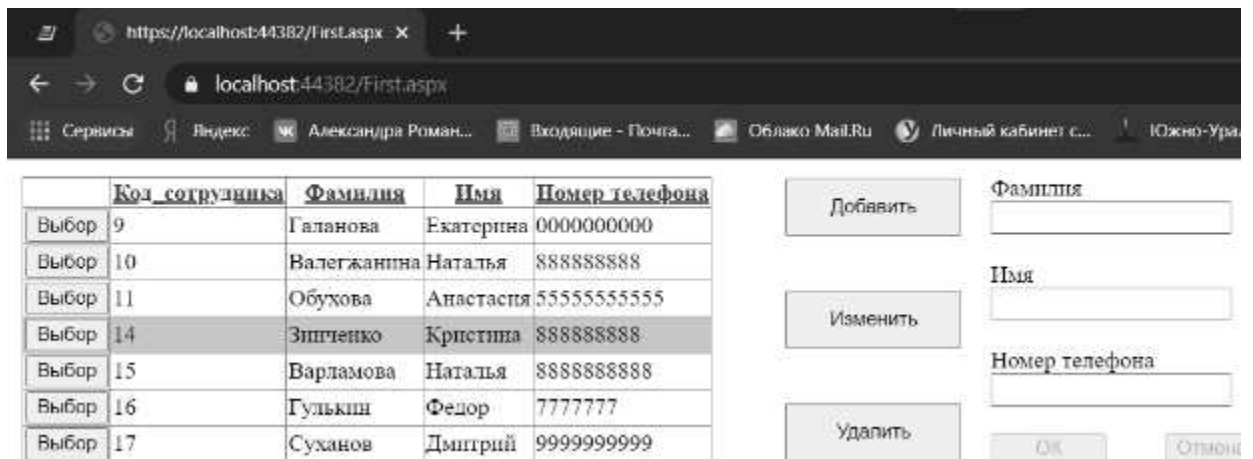 https://localhost:44382/First.aspx
localhost:44382/First.aspx
Сервисы Яндекс Александра Роман... Входящие - Почта... Облако Mail.Ru Личный кабинет с... Южно-Урал
Код_сотрудника Фамилия Имя Номер телефона
Выбор 9 Галанова Екатерина 0000000000
Выбор 10 Валегжанина Наталья 888888888
Выбор 11 Обухова Анастасия 55555555555
Выбор 14 Зинченко Кристина 888888888
Выбор 15 Варламова Наталья 8888888888
Выбор 16 Гулькин Федор 7777777
Выбор 17 Суханов Дмитрий 9999999999
Добавить
Изменить
Удалить
Фамилия
Имя
Номер телефона
ОК Отмена